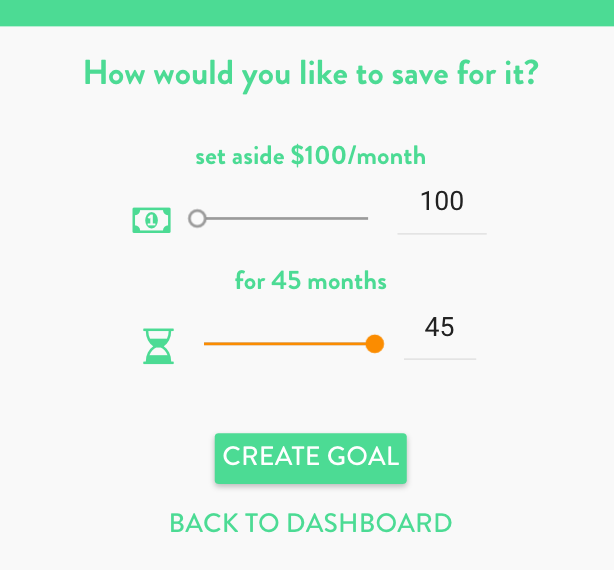 How would you like to save for it?
set aside $100/month
1
100
for 45 months
45
CREATE GOAL
BACK TO DASHBOARD